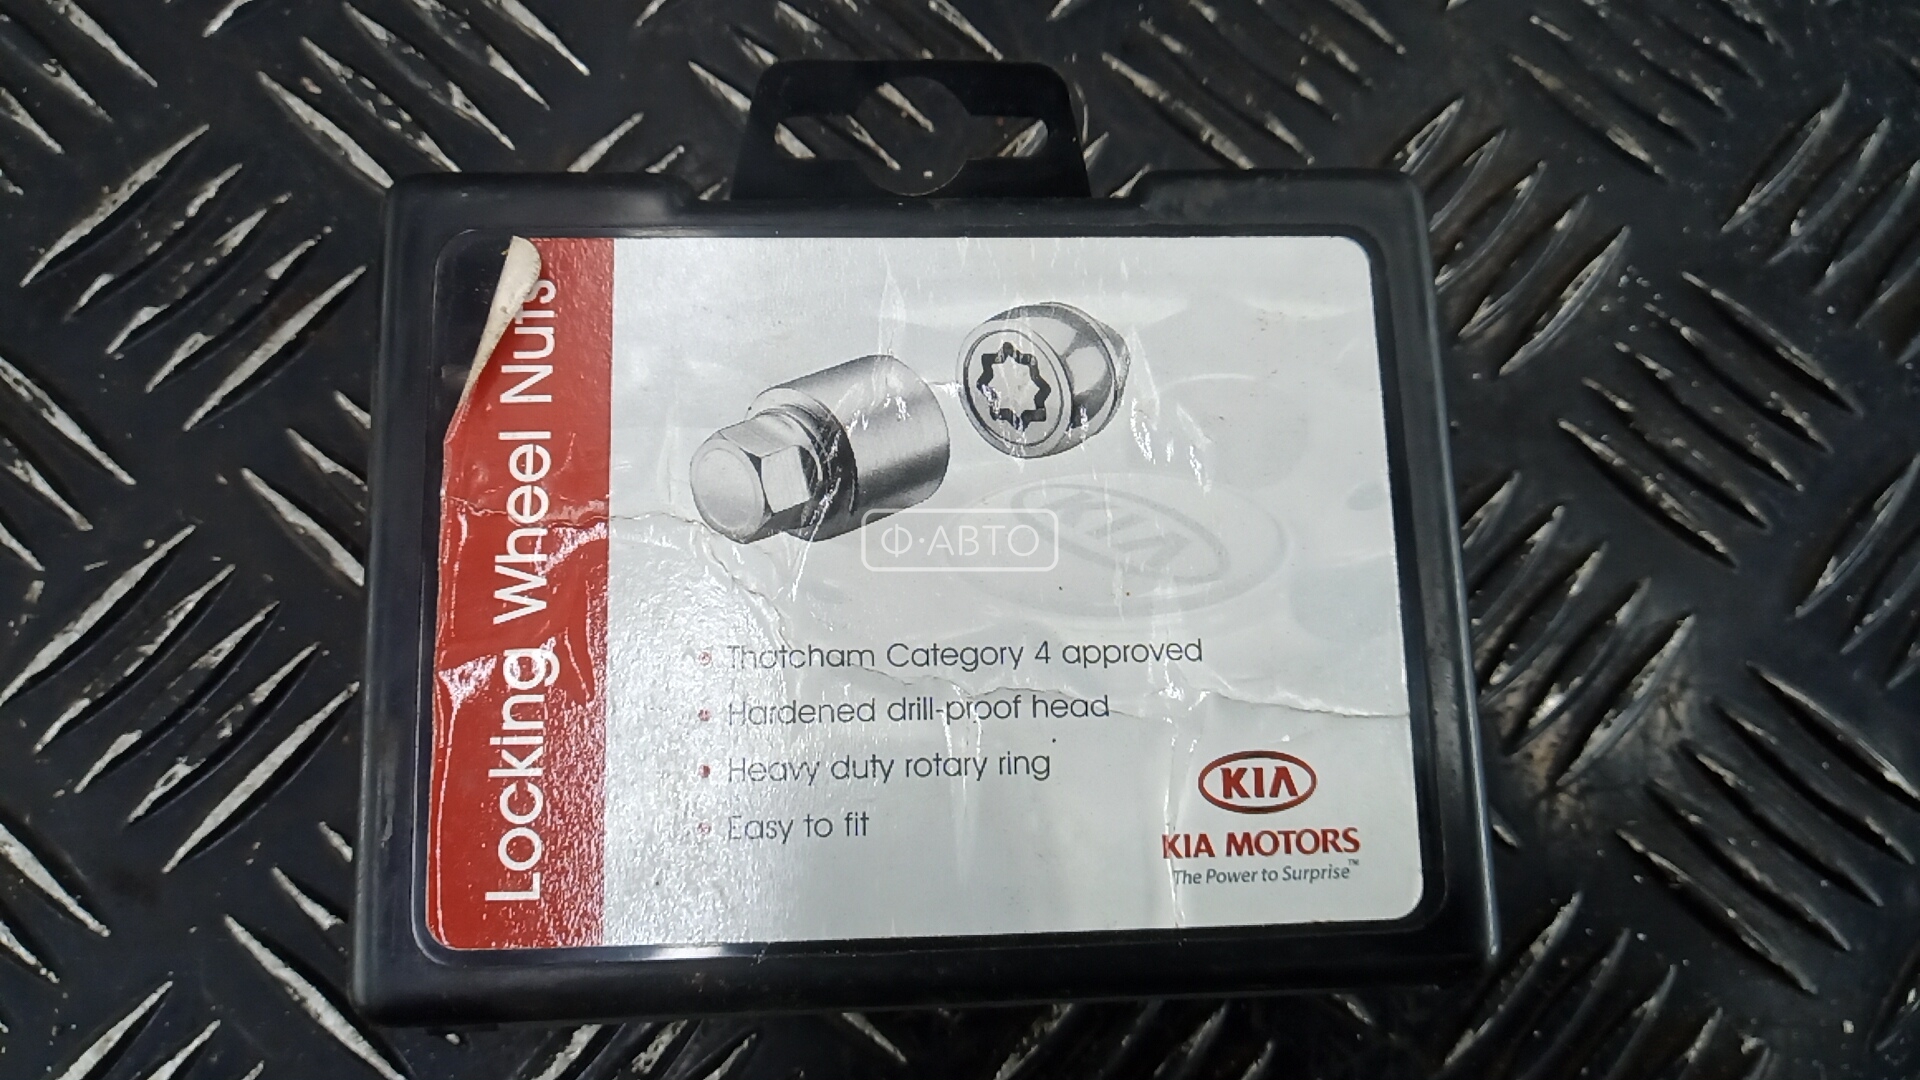 Locking Wheel Nuts
KIA
Ф·АВТО
Thatcham Category 4 approved
Hardened drill-proof head
Heavy duty rotary ring
Easy to fit
KIA
KIA MOTORS
The Power to Surprise™